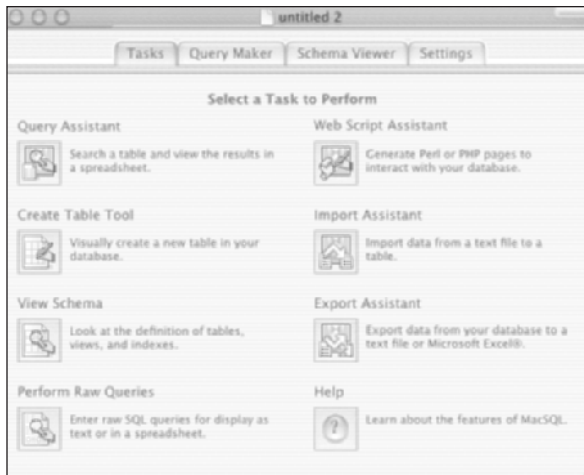 untitled 2
Tasks
Query Maker
Schema Viewer
Settings
Select a Task to Perform
Query Assistant
Search a table and view the results in
a spreadsheet.
Web Script Assistant
Generate Perl or PHP pages to
interact with your database.
Create Table Tool
Visually create a new table in your
database.
Import Assistant
Import data from a text file to a
table.
View Schema
Look at the definition of tables,
views, and indexes.
Export Assistant
Export data from your database to a
text file or Microsoft Excel®.
Perform Raw Queries
Enter raw SQL queries for display as
text or in a spreadsheet.
Help
Learn about the features of MacSQL.